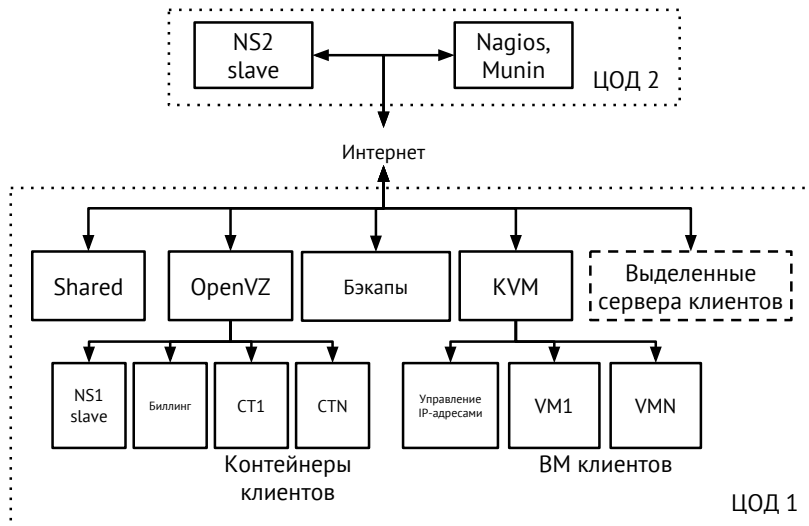 NS2
slave
Nagios,
Munin
ЦОД 2
Интернет
Shared
OpenVZ
Бэкапы
KVM
Выделенные
сервера клиентов
NS1
slave
Биллинг
CT1
CTN
Управление
IP-адресами
VM1
VMN
Контейнеры
клиентов
ВМ клиентов
ЦОД 1